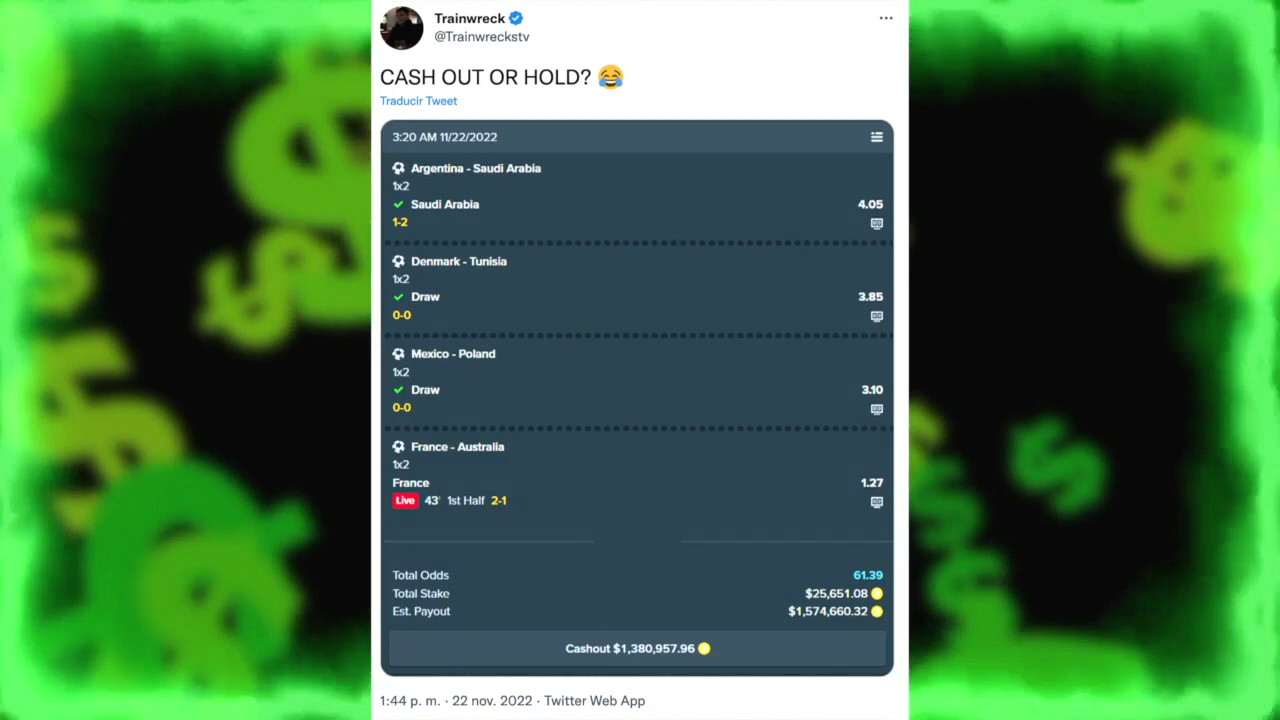 Trainwreck
@Trainwreckstv
CASH OUT OR HOLD? 😂
Traducir Tweet
3:20 AM 11/22/2022
Argentina - Saudi Arabia
1x2
Saudi Arabia 4.05
1-2
Denmark - Tunisia
1x2
Draw 3.85
0-0
Mexico - Poland
1x2
Draw 3.10
0-0
France - Australia
1x2
France 1.27
Live 43' 1st Half 2-1
Total Odds 61.39
Total Stake $25,651.08
Est. Payout $1,574,660.32
Cashout $1,380,957.96
1:44 p. m. · 22 nov. 2022 · Twitter Web App